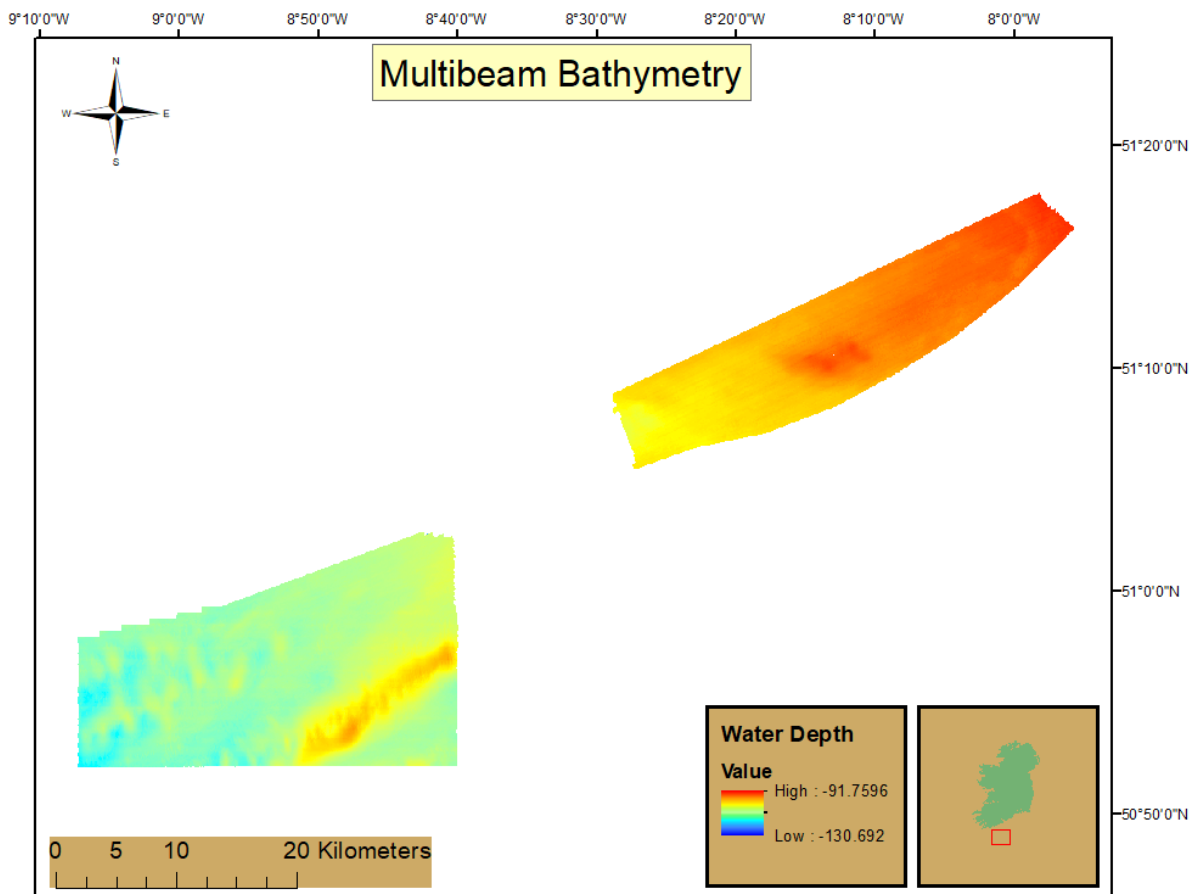 9°10'0"W 9°0'0"W 8°50'0"W 8°40'0"W 8°30'0"W 8°20'0"W 8°10'0"W 8°0'0"W
Multibeam Bathymetry
N
W E
S
51°20'0"N
51°10'0"N
51°0'0"N
50°50'0"N
Water Depth
Value
High : -91.7596
Low : -130.692
0 5 10 20 Kilometers